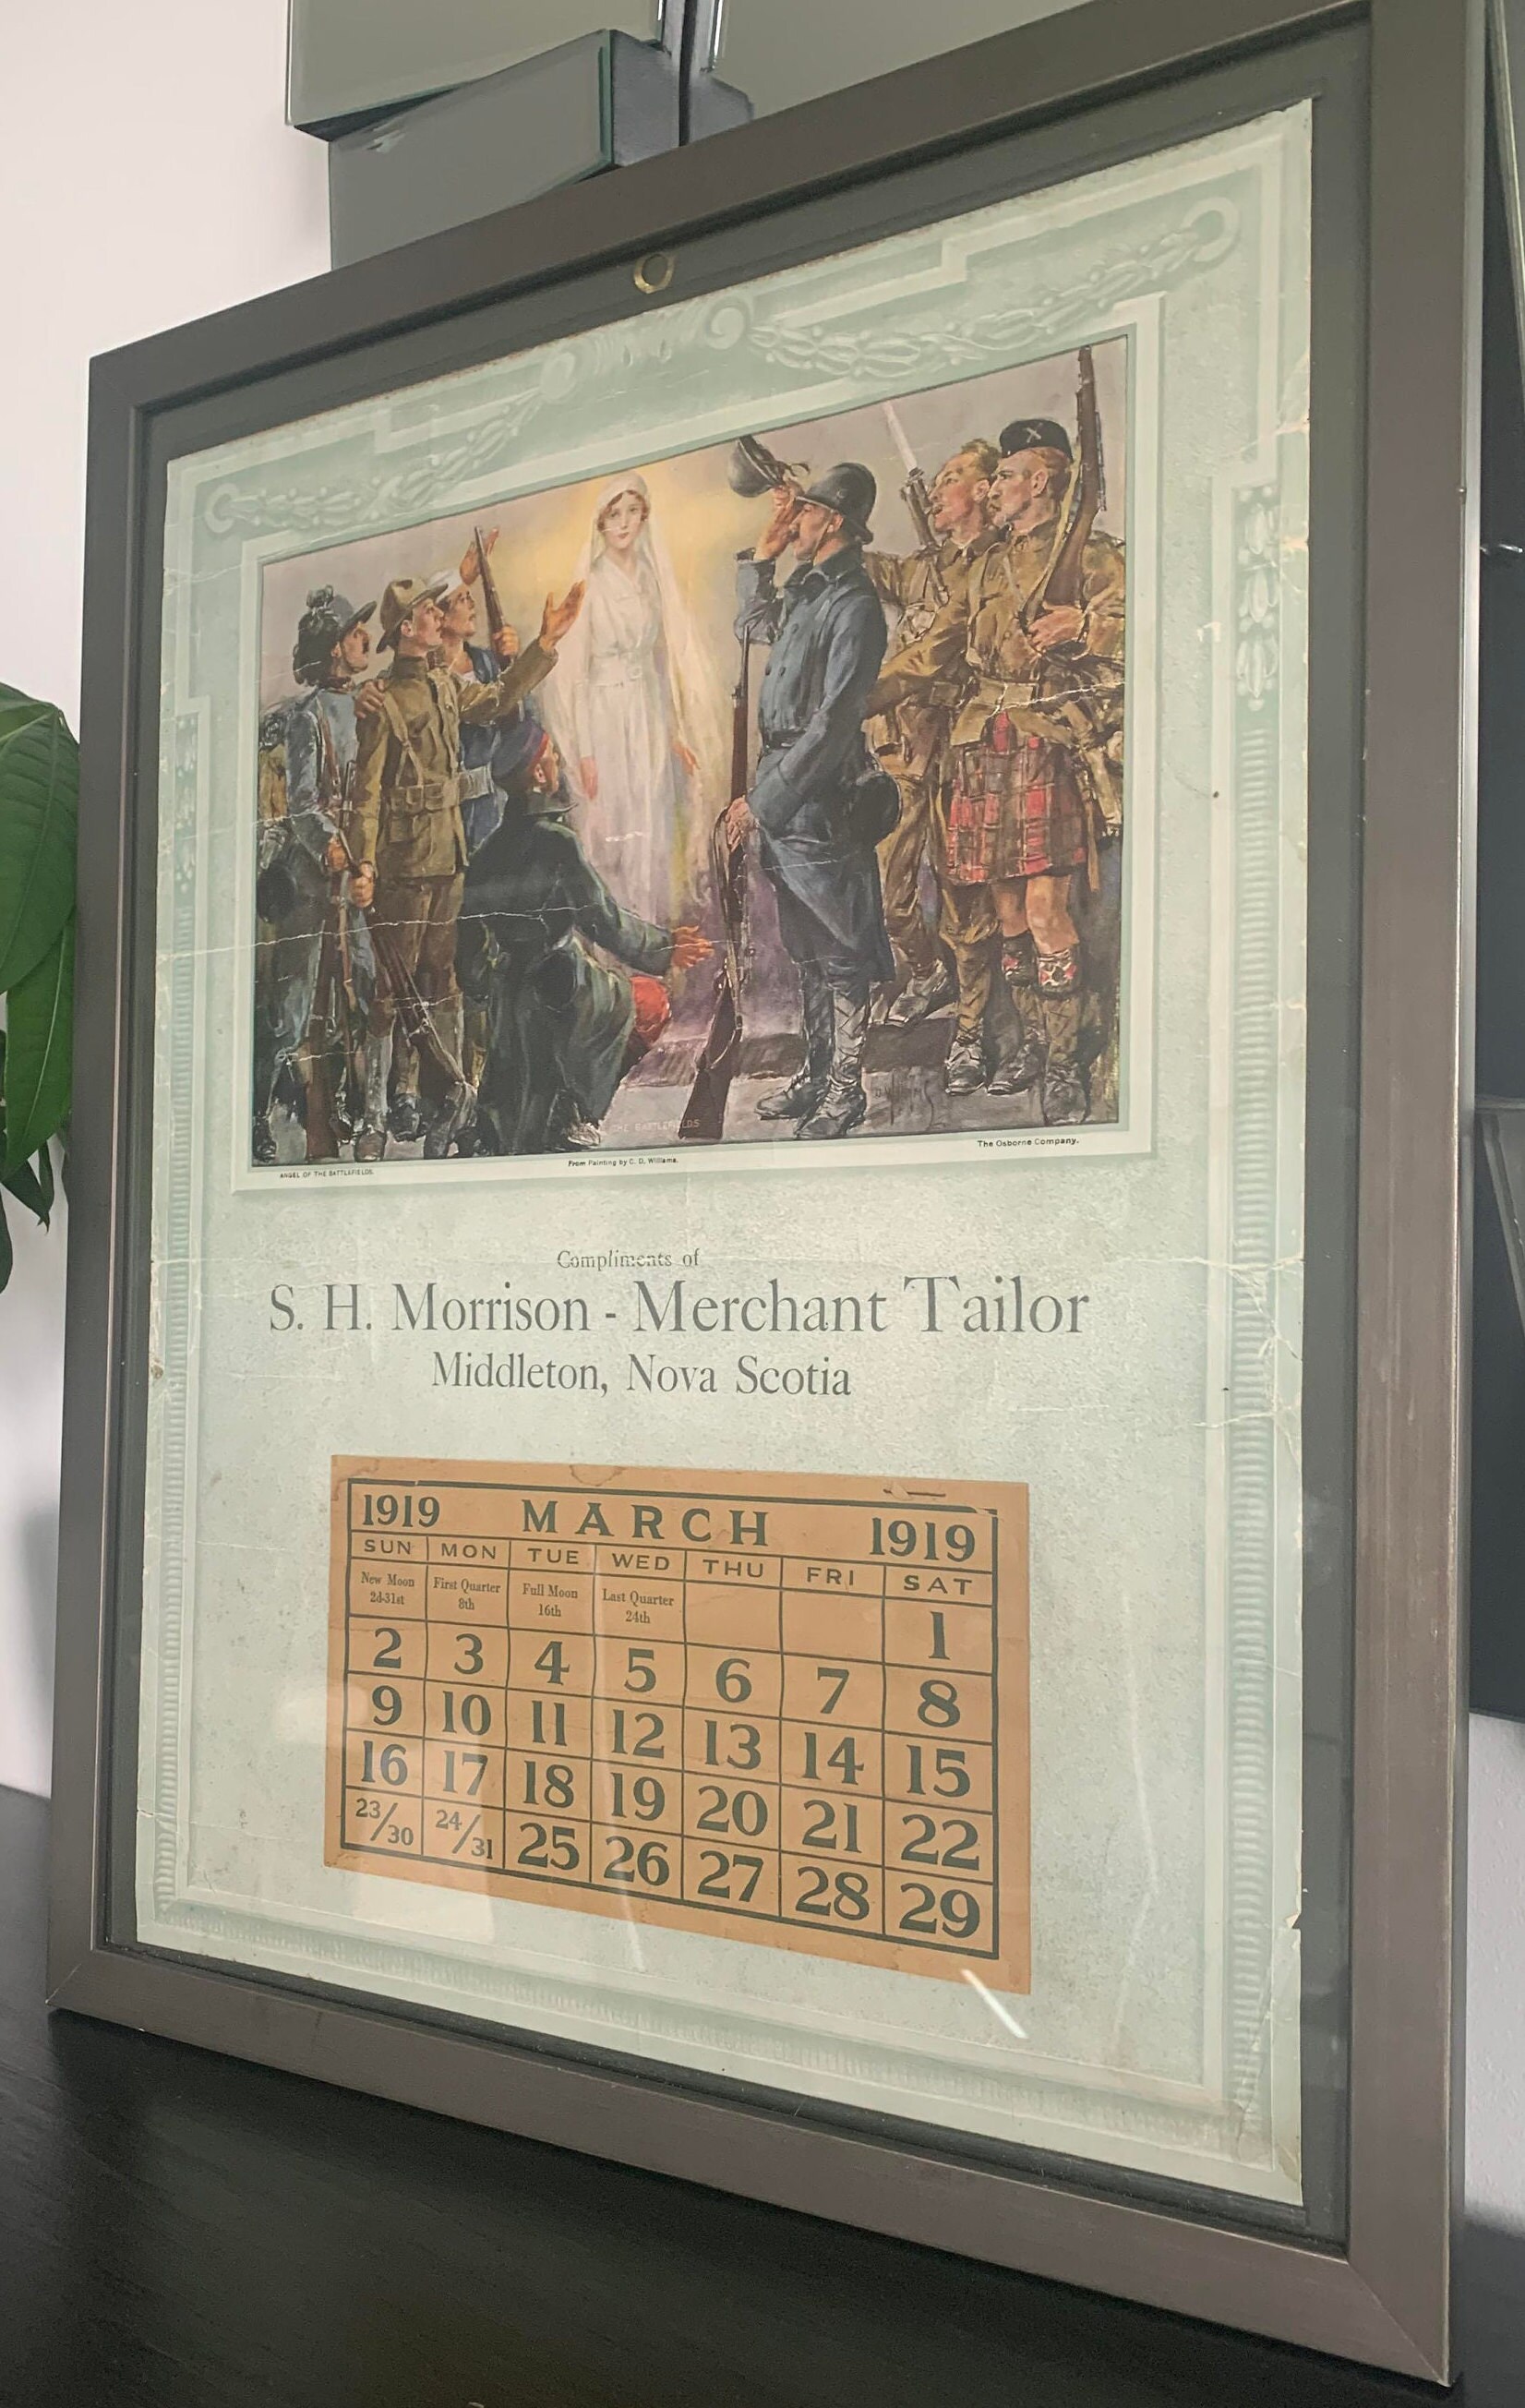 THE BATTLEFIELDS
The Osborne Company.
From Painting by C. D. Williams.
ANGEL OF THE BATTLEFIELDS.
Compliments of
S. H. Morrison - Merchant Tailor
Middleton, Nova Scotia
1919 MARCH 1919
SUN MON TUE WED THU FRI SAT
New Moon 2d-31st First Quarter 8th Full Moon 16th Last Quarter 24th 1
2 3 4 5 6 7 8
9 10 11 12 13 14 15
16 17 18 19 20 21 22
23/30 24/31 25 26 27 28 29